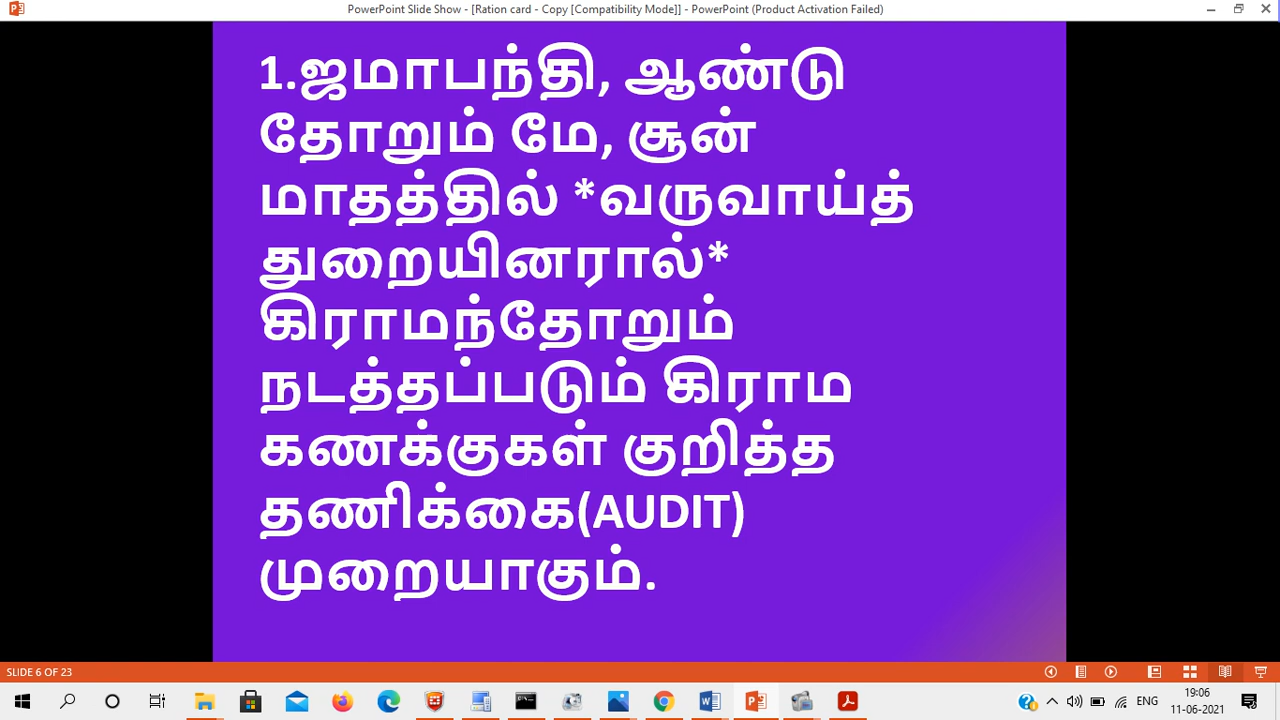 PowerPoint Slide Show - [Ration card - Copy [Compatibility Mode]] - PowerPoint (Product Activation Failed)
1.ஜமாபந்தி, ஆண்டு
தோறும் மே, சூன்
மாதத்தில் *வருவாய்த்
துறையினரால்*
கிராமந்தோறும்
நடத்தப்படும் கிராம
கணக்குகள் குறித்த
தணிக்கை(AUDIT)
முறையாகும்.
SLIDE 6 OF 23
ENG
19:06
11-06-2021